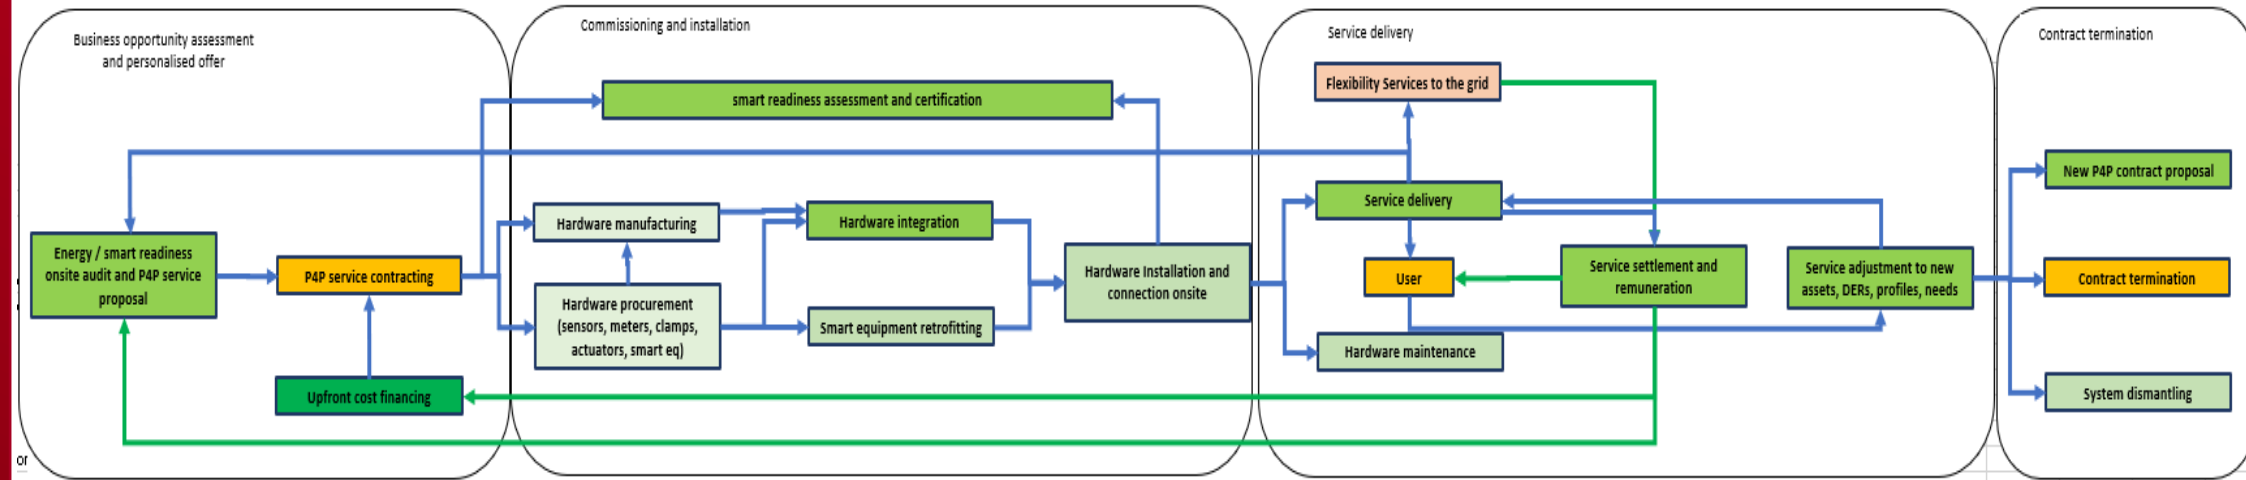 Business opportunity assessment
and personalised offer
Energy / smart readiness
onsite audit and P4P service
proposal
P4P service contracting
Upfront cost financing
or
Commissioning and installation
smart readiness assessment and certification
Hardware manufacturing
Hardware procurement
(sensors, meters, clamps,
actuators, smart eq)
Hardware integration
Smart equipment retrofitting
Hardware Installation and
connection onsite
Service delivery
Flexibility Services to the grid
Service delivery
User
Hardware maintenance
Service settlement and
remuneration
Service adjustment to new
assets, DERs, profiles, needs
Contract termination
New P4P contract proposal
Contract termination
System dismantling